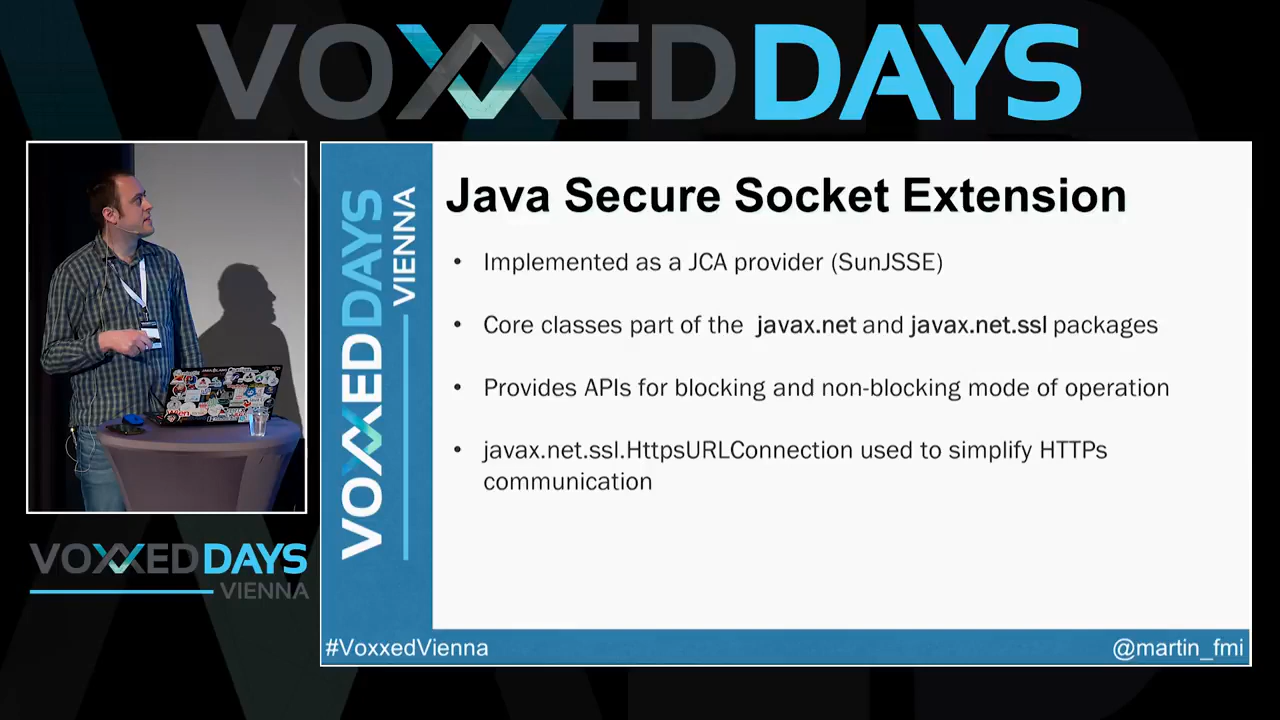 VOXXED DAYS
VOXXED DAYS
VIENNA
Java Secure Socket Extension
• Implemented as a JCA provider (SunJSSE)
• Core classes part of the javax.net and javax.net.ssl packages
• Provides APIs for blocking and non-blocking mode of operation
• javax.net.ssl.HttpsURLConnection used to simplify HTTPs
communication
VOXXED DAYS
VIENNA
#VoxxedVienna
@martin_fmi